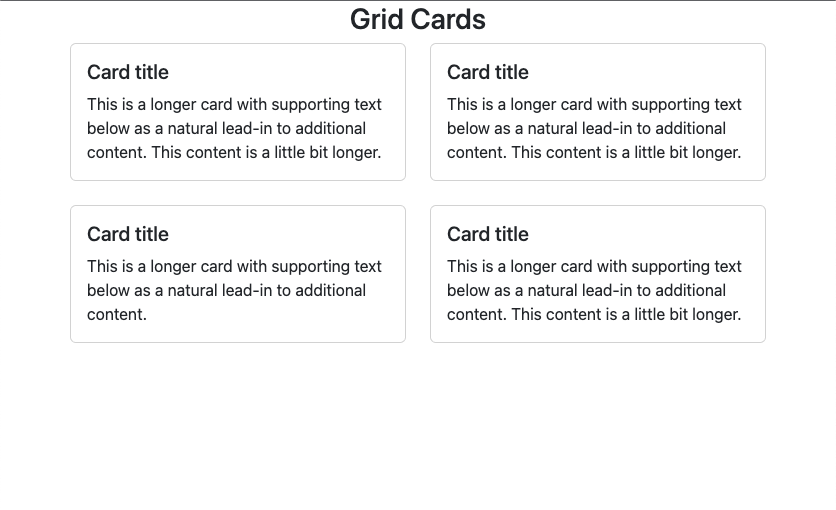 Grid Cards
Card title
This is a longer card with supporting text
below as a natural lead-in to additional
content. This content is a little bit longer.
Card title
This is a longer card with supporting text
below as a natural lead-in to additional
content. This content is a little bit longer.
Card title
This is a longer card with supporting text
below as a natural lead-in to additional
content.
Card title
This is a longer card with supporting text
below as a natural lead-in to additional
content. This content is a little bit longer.